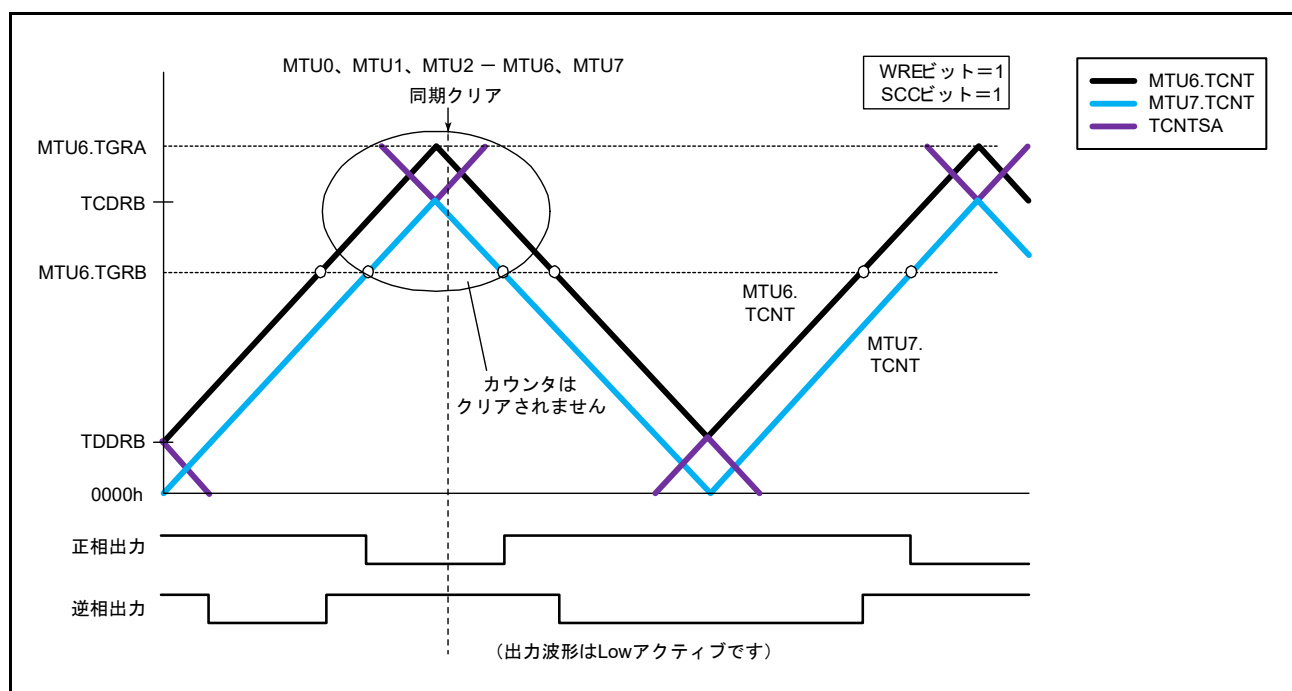 MTU0、MTU1、MTU2 － MTU6、MTU7
同期クリア
WREビット＝1
SCCビット＝1
MTU6.TCNT
MTU7.TCNT
TCNTSA
MTU6.TGRA
TCDRB
MTU6.TGRB
TDDRB
0000h
MTU6.
TCNT
MTU7.
TCNT
カウンタは
クリアされません
正相出力
逆相出力
（出力波形はLowアクティブです）